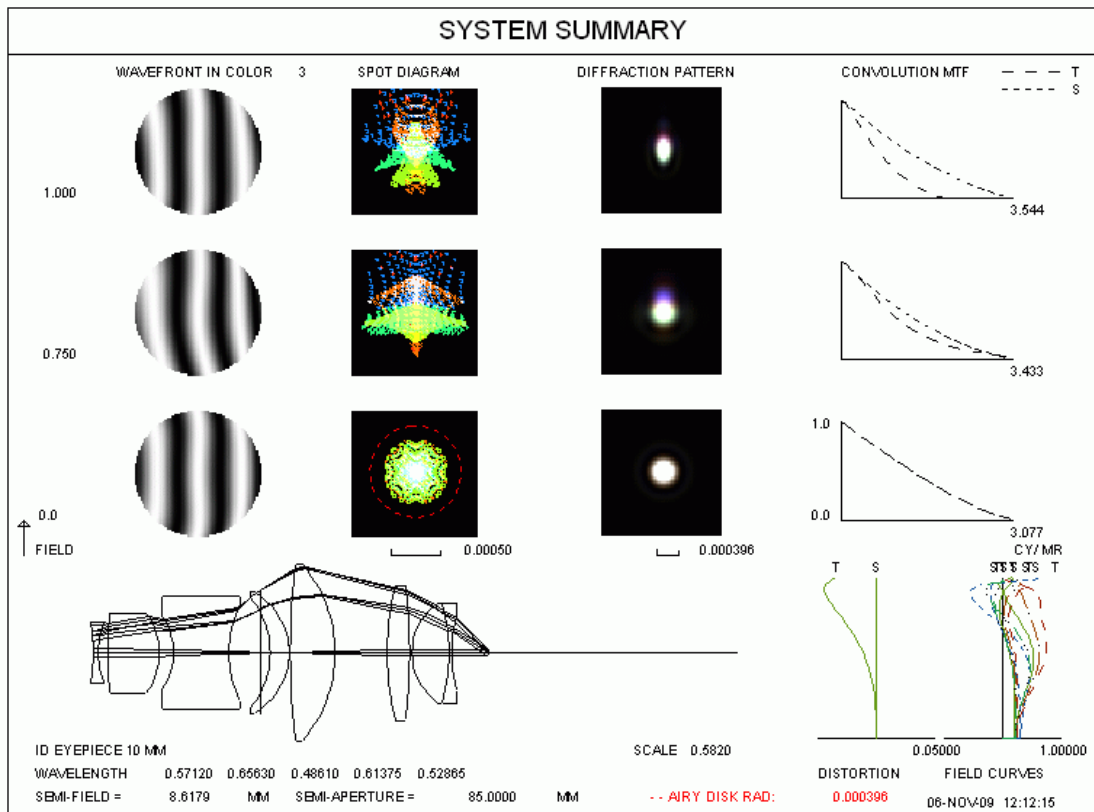 SYSTEM SUMMARY
WAVEFRONT IN COLOR 3 SPOT DIAGRAM DIFFRACTION PATTERN CONVOLUTION MTF T
S
1.000
3.544
0.750
3.433
1.0
0.0 0.0
3.077
FIELD 0.00050 0.000396 CY/MR
T S T
ID EYEPIECE 10 MM SCALE 0.5820 0.05000 1.00000
WAVELENGTH 0.57120 0.65630 0.48610 0.61375 0.52865 DISTORTION FIELD CURVES
SEMI-FIELD = 8.6179 MM SEMI-APERTURE = 85.0000 MM -- AIRY DISK RAD: 0.000396 06-NOV-09 12:12:15